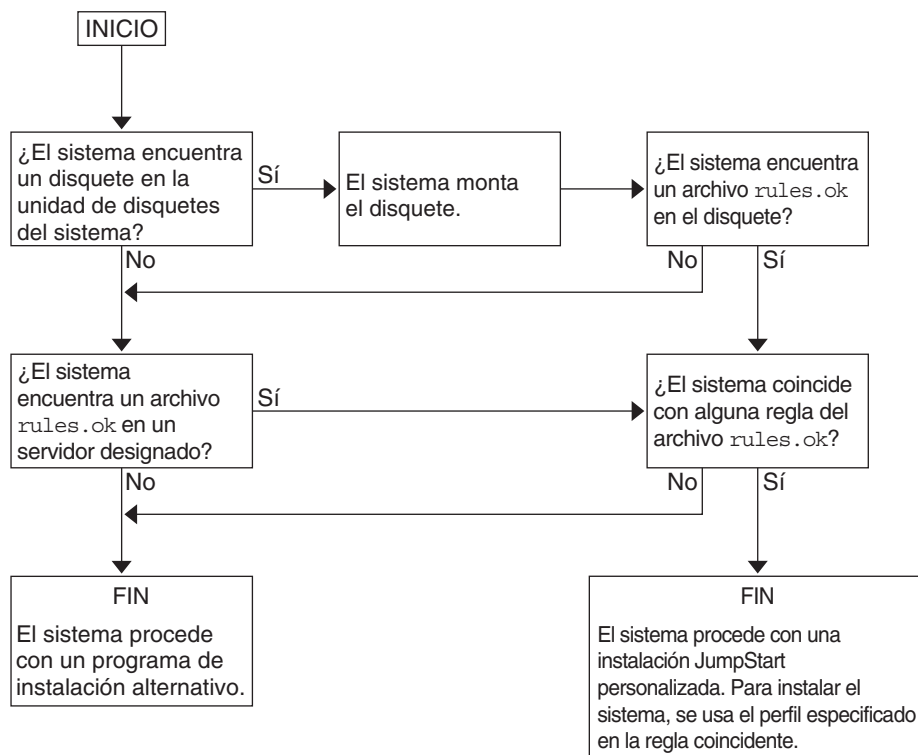 INICIO
¿El sistema encuentra
un disquete en la
unidad de disquetes
del sistema?
Sí
El sistema monta
el disquete.
¿El sistema encuentra
un archivo rules.ok
en el disquete?
No
No
Sí
¿El sistema
encuentra un archivo
rules.ok en un
servidor designado?
Sí
¿El sistema coincide
con alguna regla del
archivo rules.ok?
No
No
Sí
FIN
El sistema procede
con un programa de
instalación alternativo.
FIN
El sistema procede con una
instalación JumpStart
personalizada. Para instalar el
sistema, se usa el perfil especificado
en la regla coincidente.